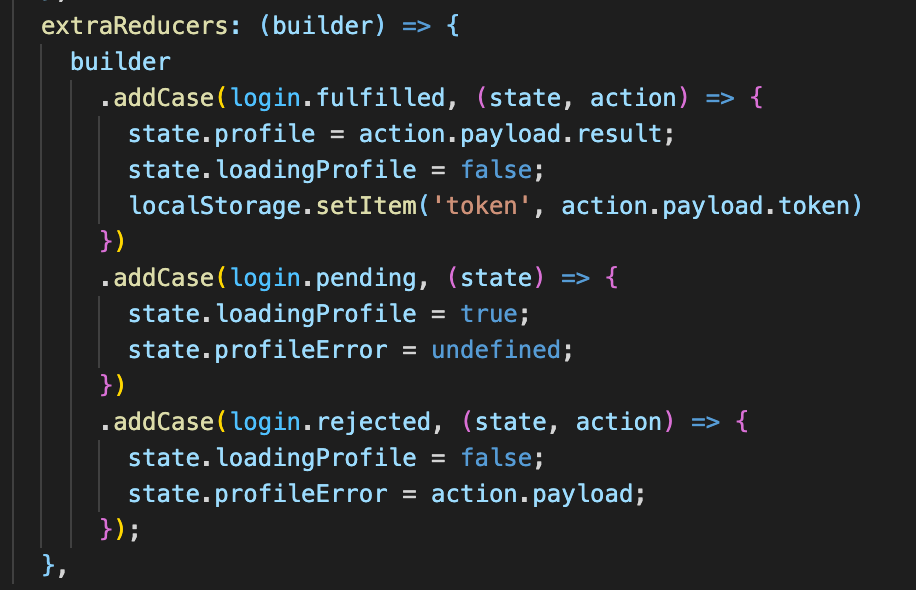 extraReducers: (builder) => {
builder
.addCase(login.fulfilled, (state, action) => {
state.profile = action.payload.result;
state.loadingProfile = false;
localStorage.setItem('token', action.payload.token)
})
.addCase(login.pending, (state) => {
state.loadingProfile = true;
state.profileError = undefined;
})
.addCase(login.rejected, (state, action) => {
state.loadingProfile = false;
state.profileError = action.payload;
});
},